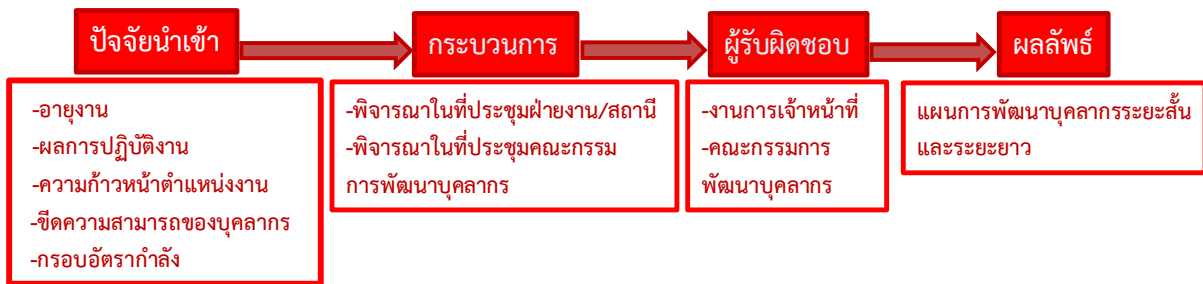 ปัจจัยนำเข้า
กระบวนการ
ผู้รับผิดชอบ
ผลลัพธ์
-อายุงาน
-ผลการปฏิบัติงาน
-ความก้าวหน้าตำแหน่งงาน
-ขีดความสามารถของบุคลากร
-กรอบอัตรากำลัง
-พิจารณาในที่ประชุมฝ่ายงาน/สถานี
-พิจารณาในที่ประชุมคณะกรรม
การพัฒนาบุคลากร
-งานการเจ้าหน้าที่
-คณะกรรมการ
พัฒนาบุคลากร
แผนการพัฒนาบุคลากรระยะสั้น
และระยะยาว